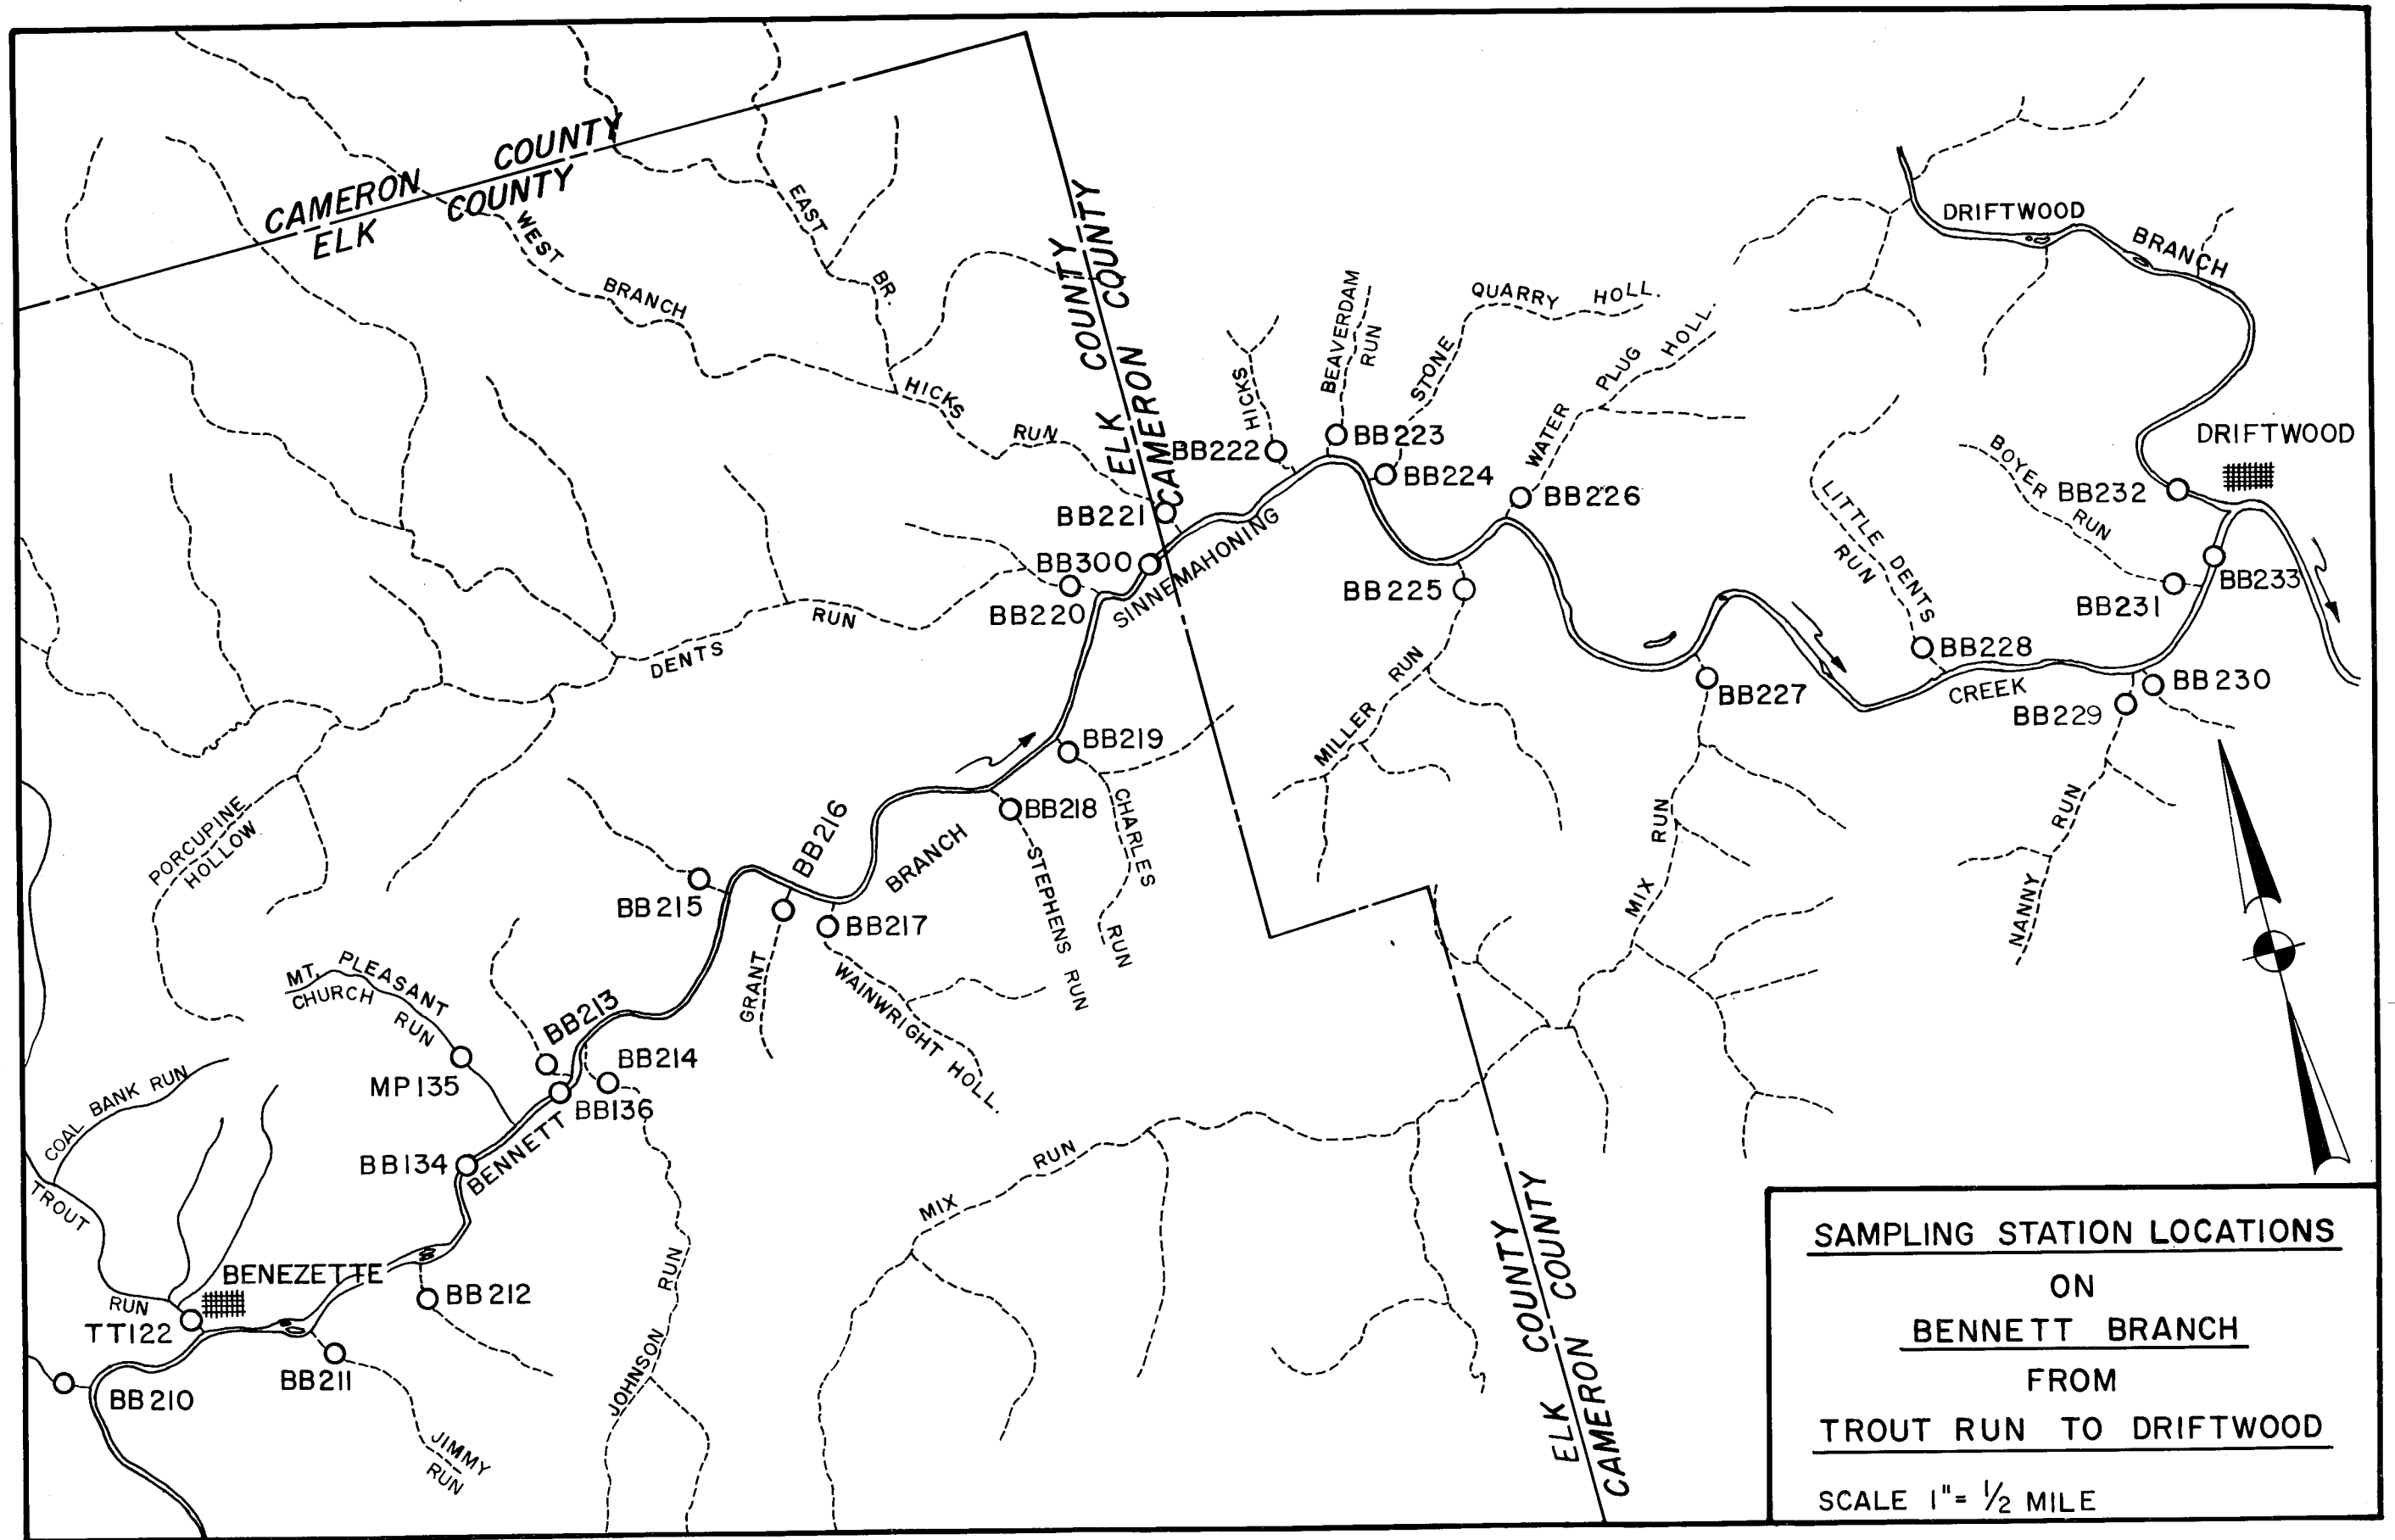 CAMERON COUNTY
ELK COUNTY
WEST BRANCH
EAST BR.
HICKS RUN
ELK COUNTY
CAMERON COUNTY
DRIFTWOOD BRANCH
HICKS
BEAVERDAM
RUN
STONE QUARRY HOLL.
WATER PLUG HOLL.
BB222
BB223
BB224
BB226
BB221
BB300
BB220
SINNEMAHONING
BB225
DRIFTWOOD
BOYER RUN
BB232
LITTLE DENTS
RUN
BB233
BB231
BB228
BB230
BB229
CREEK
BB227
DENTS RUN
MILLER RUN
BB219
BB218
CHARLES RUN
STEPHENS RUN
BRANCH
BB216
BB215
BB217
GRANT
WAINWRIGHT HOLL.
PORCUPINE
HOLLOW
MT. PLEASANT
CHURCH RUN
BB213
BB214
MP135
BB136
BB134
BENNETT
COAL BANK RUN
TROUT RUN
BENEZETTE
TT122
BB212
BB211
BB210
JIMMY
RUN
JOHNSON RUN
MIX RUN
MIX RUN
NANNY RUN
ELK COUNTY
CAMERON COUNTY
SAMPLING STATION LOCATIONS
ON
BENNETT BRANCH
FROM
TROUT RUN TO DRIFTWOOD
SCALE 1"= 1/2 MILE